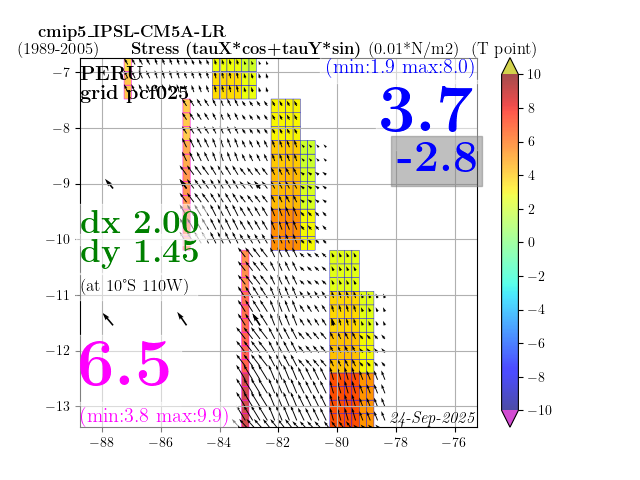 cmip5_IPSL-CM5A-LR
(1989-2005) Stress (tauX*cos+tauY*sin) (0.01*N/m2) (T point)
PERU
grid pcf025
(min:1.9 max:8.0)
3.7
-2.8
dx 2.00
dy 1.45
(at 10°S 110W)
6.5
(min:3.8 max:9.9)
24-Sep-2025
−7
−8
−9
−10
−11
−12
−13
−88 −86 −84 −82 −80 −78 −76
10
8
6
4
2
0
−2
−4
−6
−8
−10